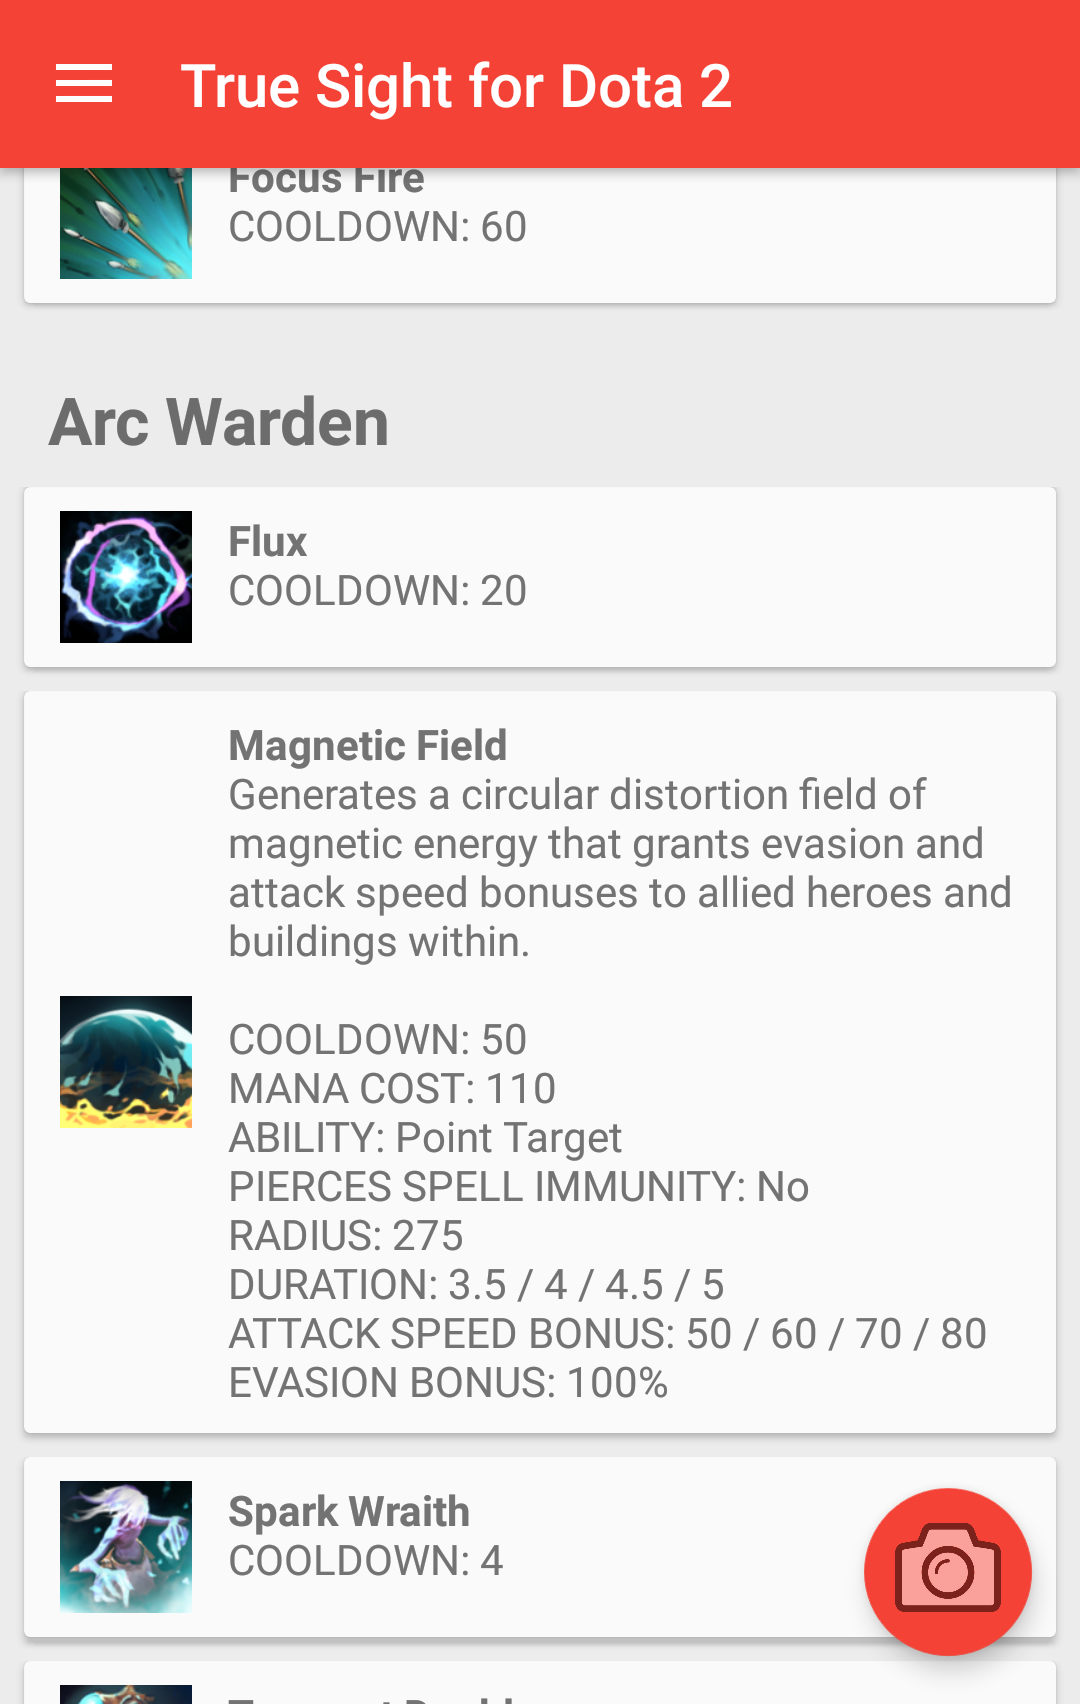 True Sight for Dota 2
Focus Fire
COOLDOWN: 60
Arc Warden
Flux
COOLDOWN: 20
Magnetic Field
Generates a circular distortion field of
magnetic energy that grants evasion and
attack speed bonuses to allied heroes and
buildings within.
COOLDOWN: 50
MANA COST: 110
ABILITY: Point Target
PIERCES SPELL IMMUNITY: No
RADIUS: 275
DURATION: 3.5 / 4 / 4.5 / 5
ATTACK SPEED BONUS: 50 / 60 / 70 / 80
EVASION BONUS: 100%
Spark Wraith
COOLDOWN: 4